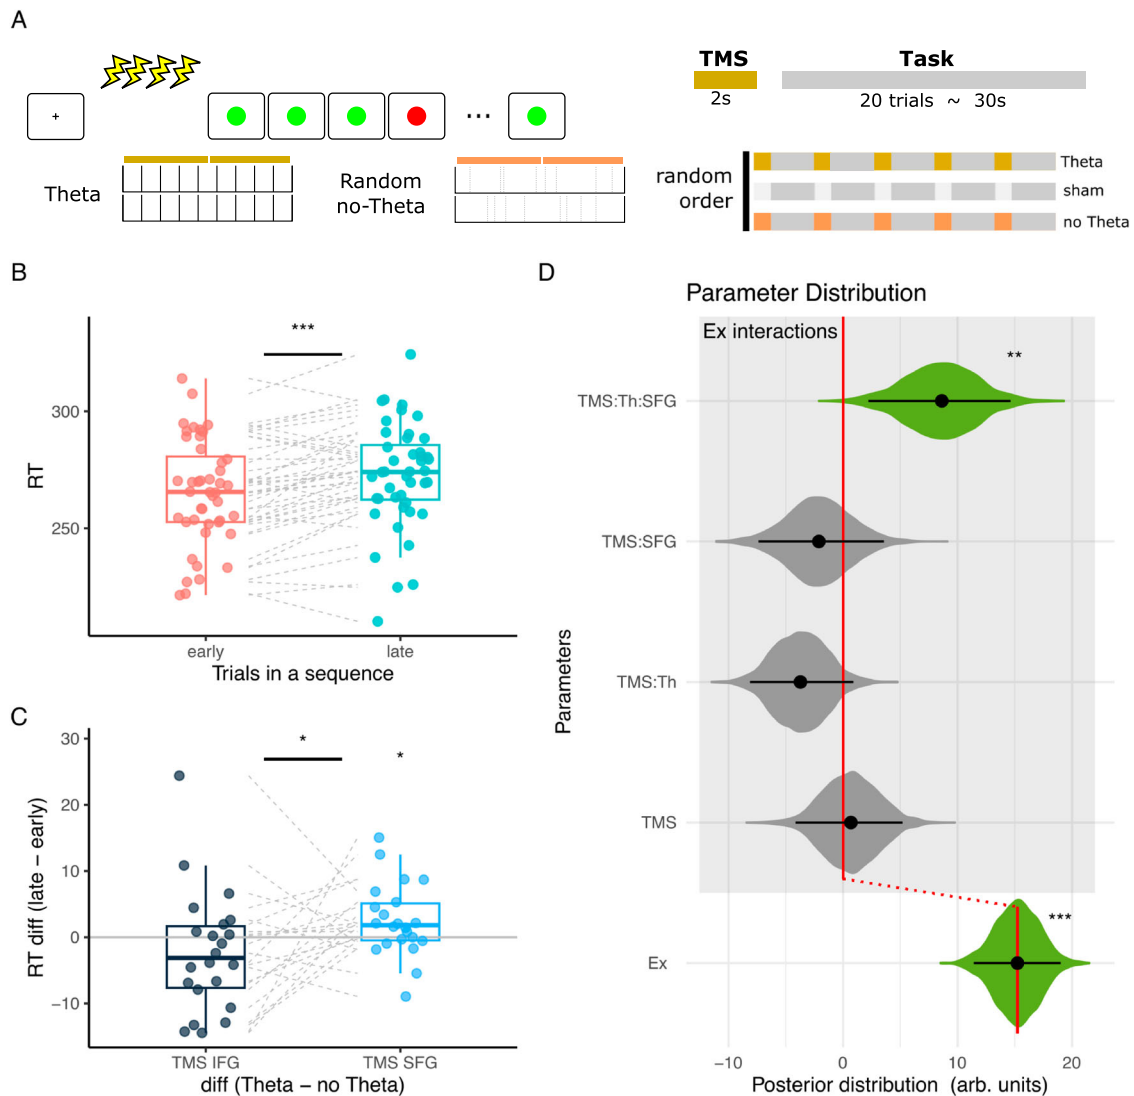 A
TMS
Task
2s
20 trials ~ 30s
+
...
Theta
Random
no-Theta
random
order
Theta
sham
no Theta
B
***
RT
300
250
early
late
Trials in a sequence
C
*
*
RT diff (late – early)
30
20
10
0
−10
TMS IFG
TMS SFG
diff (Theta – no Theta)
D
Parameter Distribution
Ex interactions
**
TMS:Th:SFG
TMS:SFG
TMS:Th
TMS
Ex
***
Parameters
−10
0
10
20
Posterior distribution (arb. units)